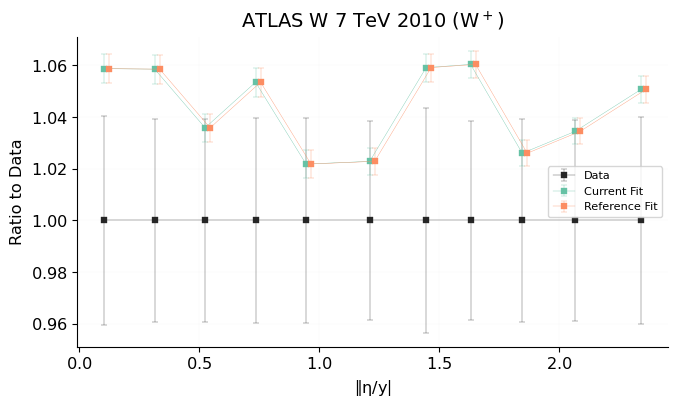 ATLAS W 7 TeV 2010 (W⁺)
Ratio to Data
1.06
1.04
1.02
1.00
0.98
0.96
Data
Current Fit
Reference Fit
0.0
0.5
1.0
1.5
2.0
‖η/y|